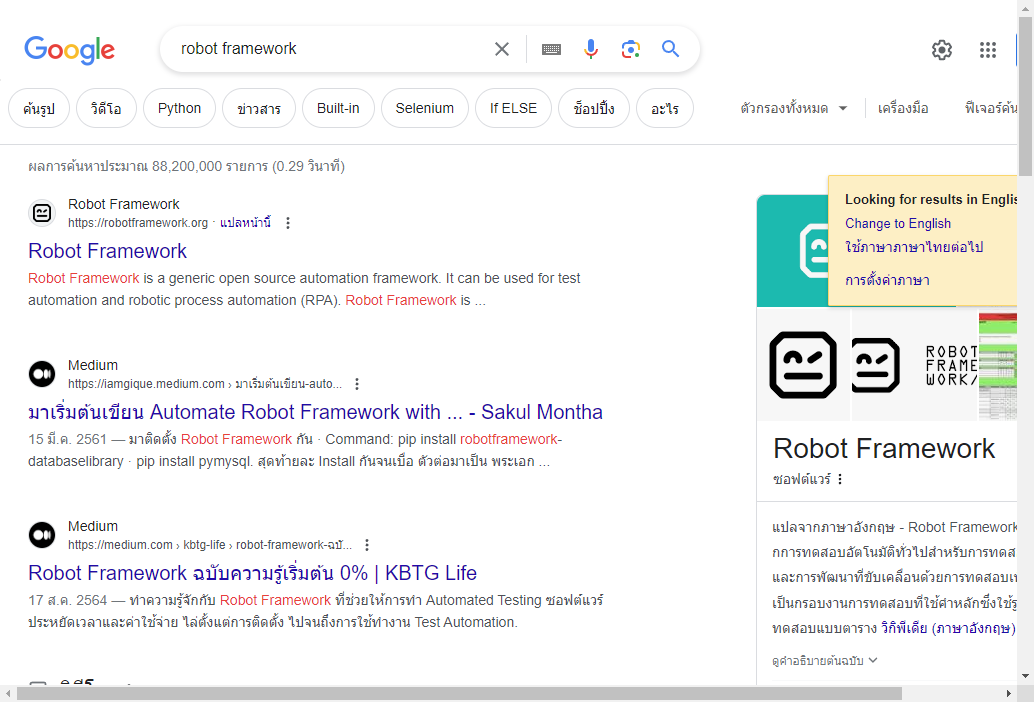 Google
robot framework
ค้นรูป
วิดีโอ
Python
ข่าวสาร
Built-in
Selenium
If ELSE
ช็อปปิ้ง
อะไร
ตัวกรองทั้งหมด
เครื่องมือ
ฟีเจอร์ค้น
ผลการค้นหาประมาณ 88,200,000 รายการ (0.29 วินาที)
Robot Framework
https://robotframework.org · แปลหน้านี้
Robot Framework
Robot Framework is a generic open source automation framework. It can be used for test
automation and robotic process automation (RPA). Robot Framework is ...
Medium
https://iamgique.medium.com › มาเริ่มต้นเขียน-auto...
มาเริ่มต้นเขียน Automate Robot Framework with ... - Sakul Montha
15 มี.ค. 2561 — มาติดตั้ง Robot Framework กัน · Command: pip install robotframework-
databaselibrary · pip install pymysql. สุดท้ายละ Install กันจนเบื่อ ตัวต่อมาเป็น พระเอก ...
Medium
https://medium.com › kbtg-life › robot-framework-ฉบั...
Robot Framework ฉบับความรู้เริ่มต้น 0% | KBTG Life
17 ส.ค. 2564 — ทำความรู้จักกับ Robot Framework ที่ช่วยให้การทำ Automated Testing ซอฟต์แวร์
ประหยัดเวลาและค่าใช้จ่าย ไล่ตั้งแต่การติดตั้ง ไปจนถึงการใช้ทำงาน Test Automation.
วิดีโอ
Looking for results in Englis
Change to English
ใช้ภาษาภาษาไทยต่อไป
การตั้งค่าภาษา
ROBOT
FRAME
WORK/
Robot Framework
ซอฟต์แวร์
แปลจากภาษาอังกฤษ - Robot Framework
กการทดสอบอัตโนมัติทั่วไปสำหรับการทดส
และการพัฒนาที่ขับเคลื่อนด้วยการทดสอบเ
เป็นกรอบงานการทดสอบที่ใช้คำหลักซึ่งใช้รู
ทดสอบแบบตาราง วิกิพีเดีย (ภาษาอังกฤษ)
ดูคำอธิบายต้นฉบับ